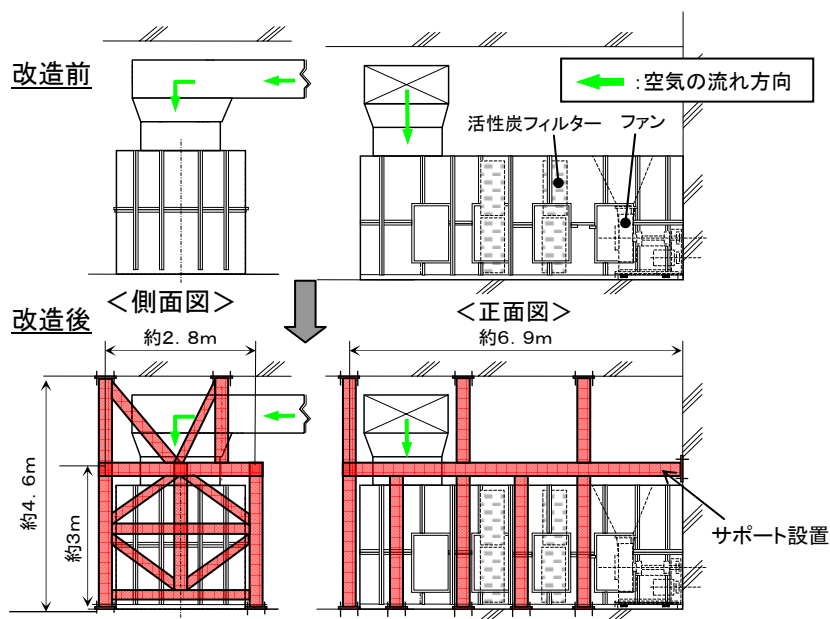 改造前
:空気の流れ方向
活性炭フィルター
ファン
<側面図>
<正面図>
改造後
約2.8m
約6.9m
約4.6m
約3m
サポート設置